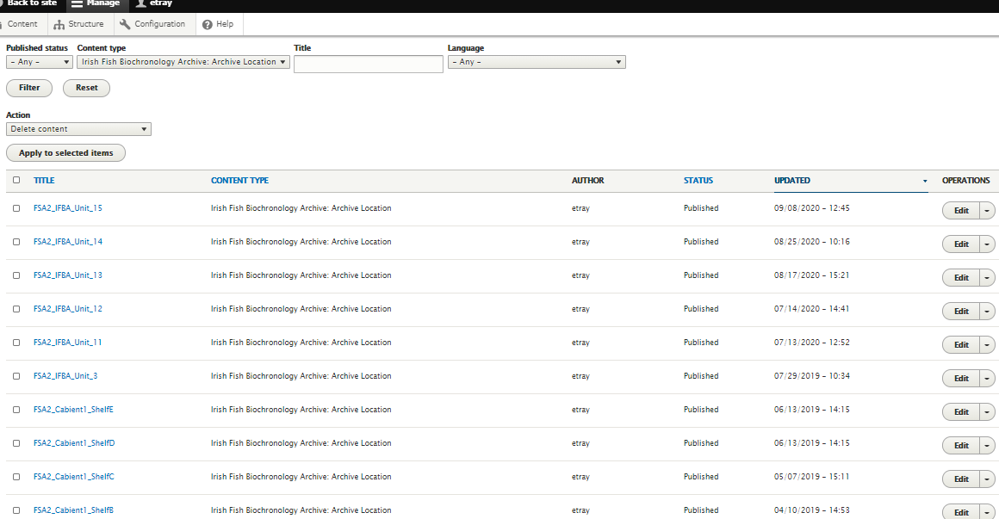 Back to site Manage etray
Content Structure Configuration Help
Published status Content type Title Language
- Any - Irish Fish Biochronology Archive: Archive Location - Any -
Filter Reset
Action
Delete content
Apply to selected items
TITLE CONTENT TYPE AUTHOR STATUS UPDATED OPERATIONS
FSA2_IFBA_Unit_15 Irish Fish Biochronology Archive: Archive Location etray Published 09/08/2020 - 12:45 Edit
FSA2_IFBA_Unit_14 Irish Fish Biochronology Archive: Archive Location etray Published 08/25/2020 - 10:16 Edit
FSA2_IFBA_Unit_13 Irish Fish Biochronology Archive: Archive Location etray Published 08/17/2020 - 15:21 Edit
FSA2_IFBA_Unit_12 Irish Fish Biochronology Archive: Archive Location etray Published 07/14/2020 - 14:41 Edit
FSA2_IFBA_Unit_11 Irish Fish Biochronology Archive: Archive Location etray Published 07/13/2020 - 12:52 Edit
FSA2_IFBA_Unit_3 Irish Fish Biochronology Archive: Archive Location etray Published 07/29/2019 - 10:34 Edit
FSA2_Cabient1_ShelfE Irish Fish Biochronology Archive: Archive Location etray Published 06/13/2019 - 14:15 Edit
FSA2_Cabient1_ShelfD Irish Fish Biochronology Archive: Archive Location etray Published 06/13/2019 - 14:15 Edit
FSA2_Cabient1_ShelfC Irish Fish Biochronology Archive: Archive Location etray Published 05/07/2019 - 15:11 Edit
FSA2_Cabient1_ShelfB Irish Fish Biochronology Archive: Archive Location etray Published 04/10/2019 - 14:53 Edit